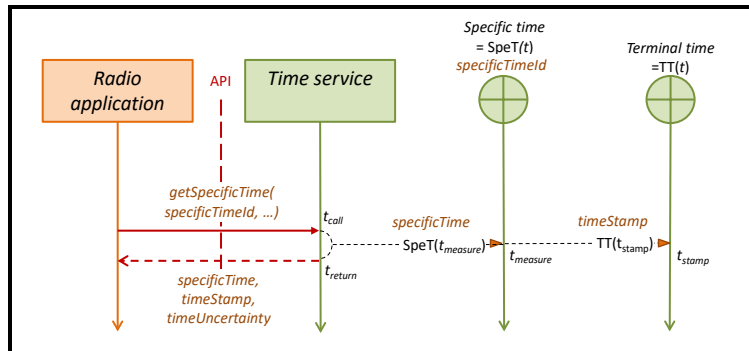 Specific time
= SpeT(t)
specificTimeId
Terminal time
=TT(t)
Radio
application
API
Time service
getSpecificTime(
specificTimeId, …)
t_call
specificTime
timeStamp
SpeT(t_measure)
TT(t_stamp)
t_measure
t_stamp
t_return
specificTime,
timeStamp,
timeUncertainty